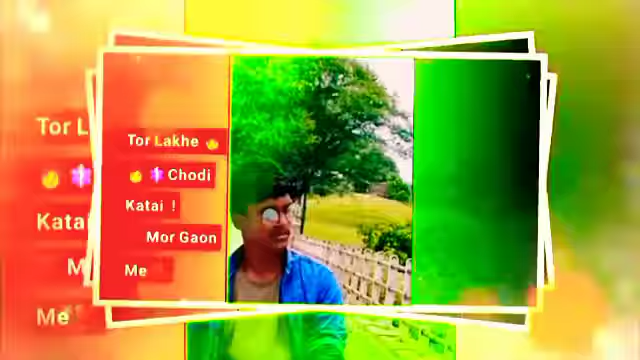 Tor Lakhe 👌
👌 Chodi
Katai !
Mor Gaon
Me
Tor L
👌
Katai
M
Me